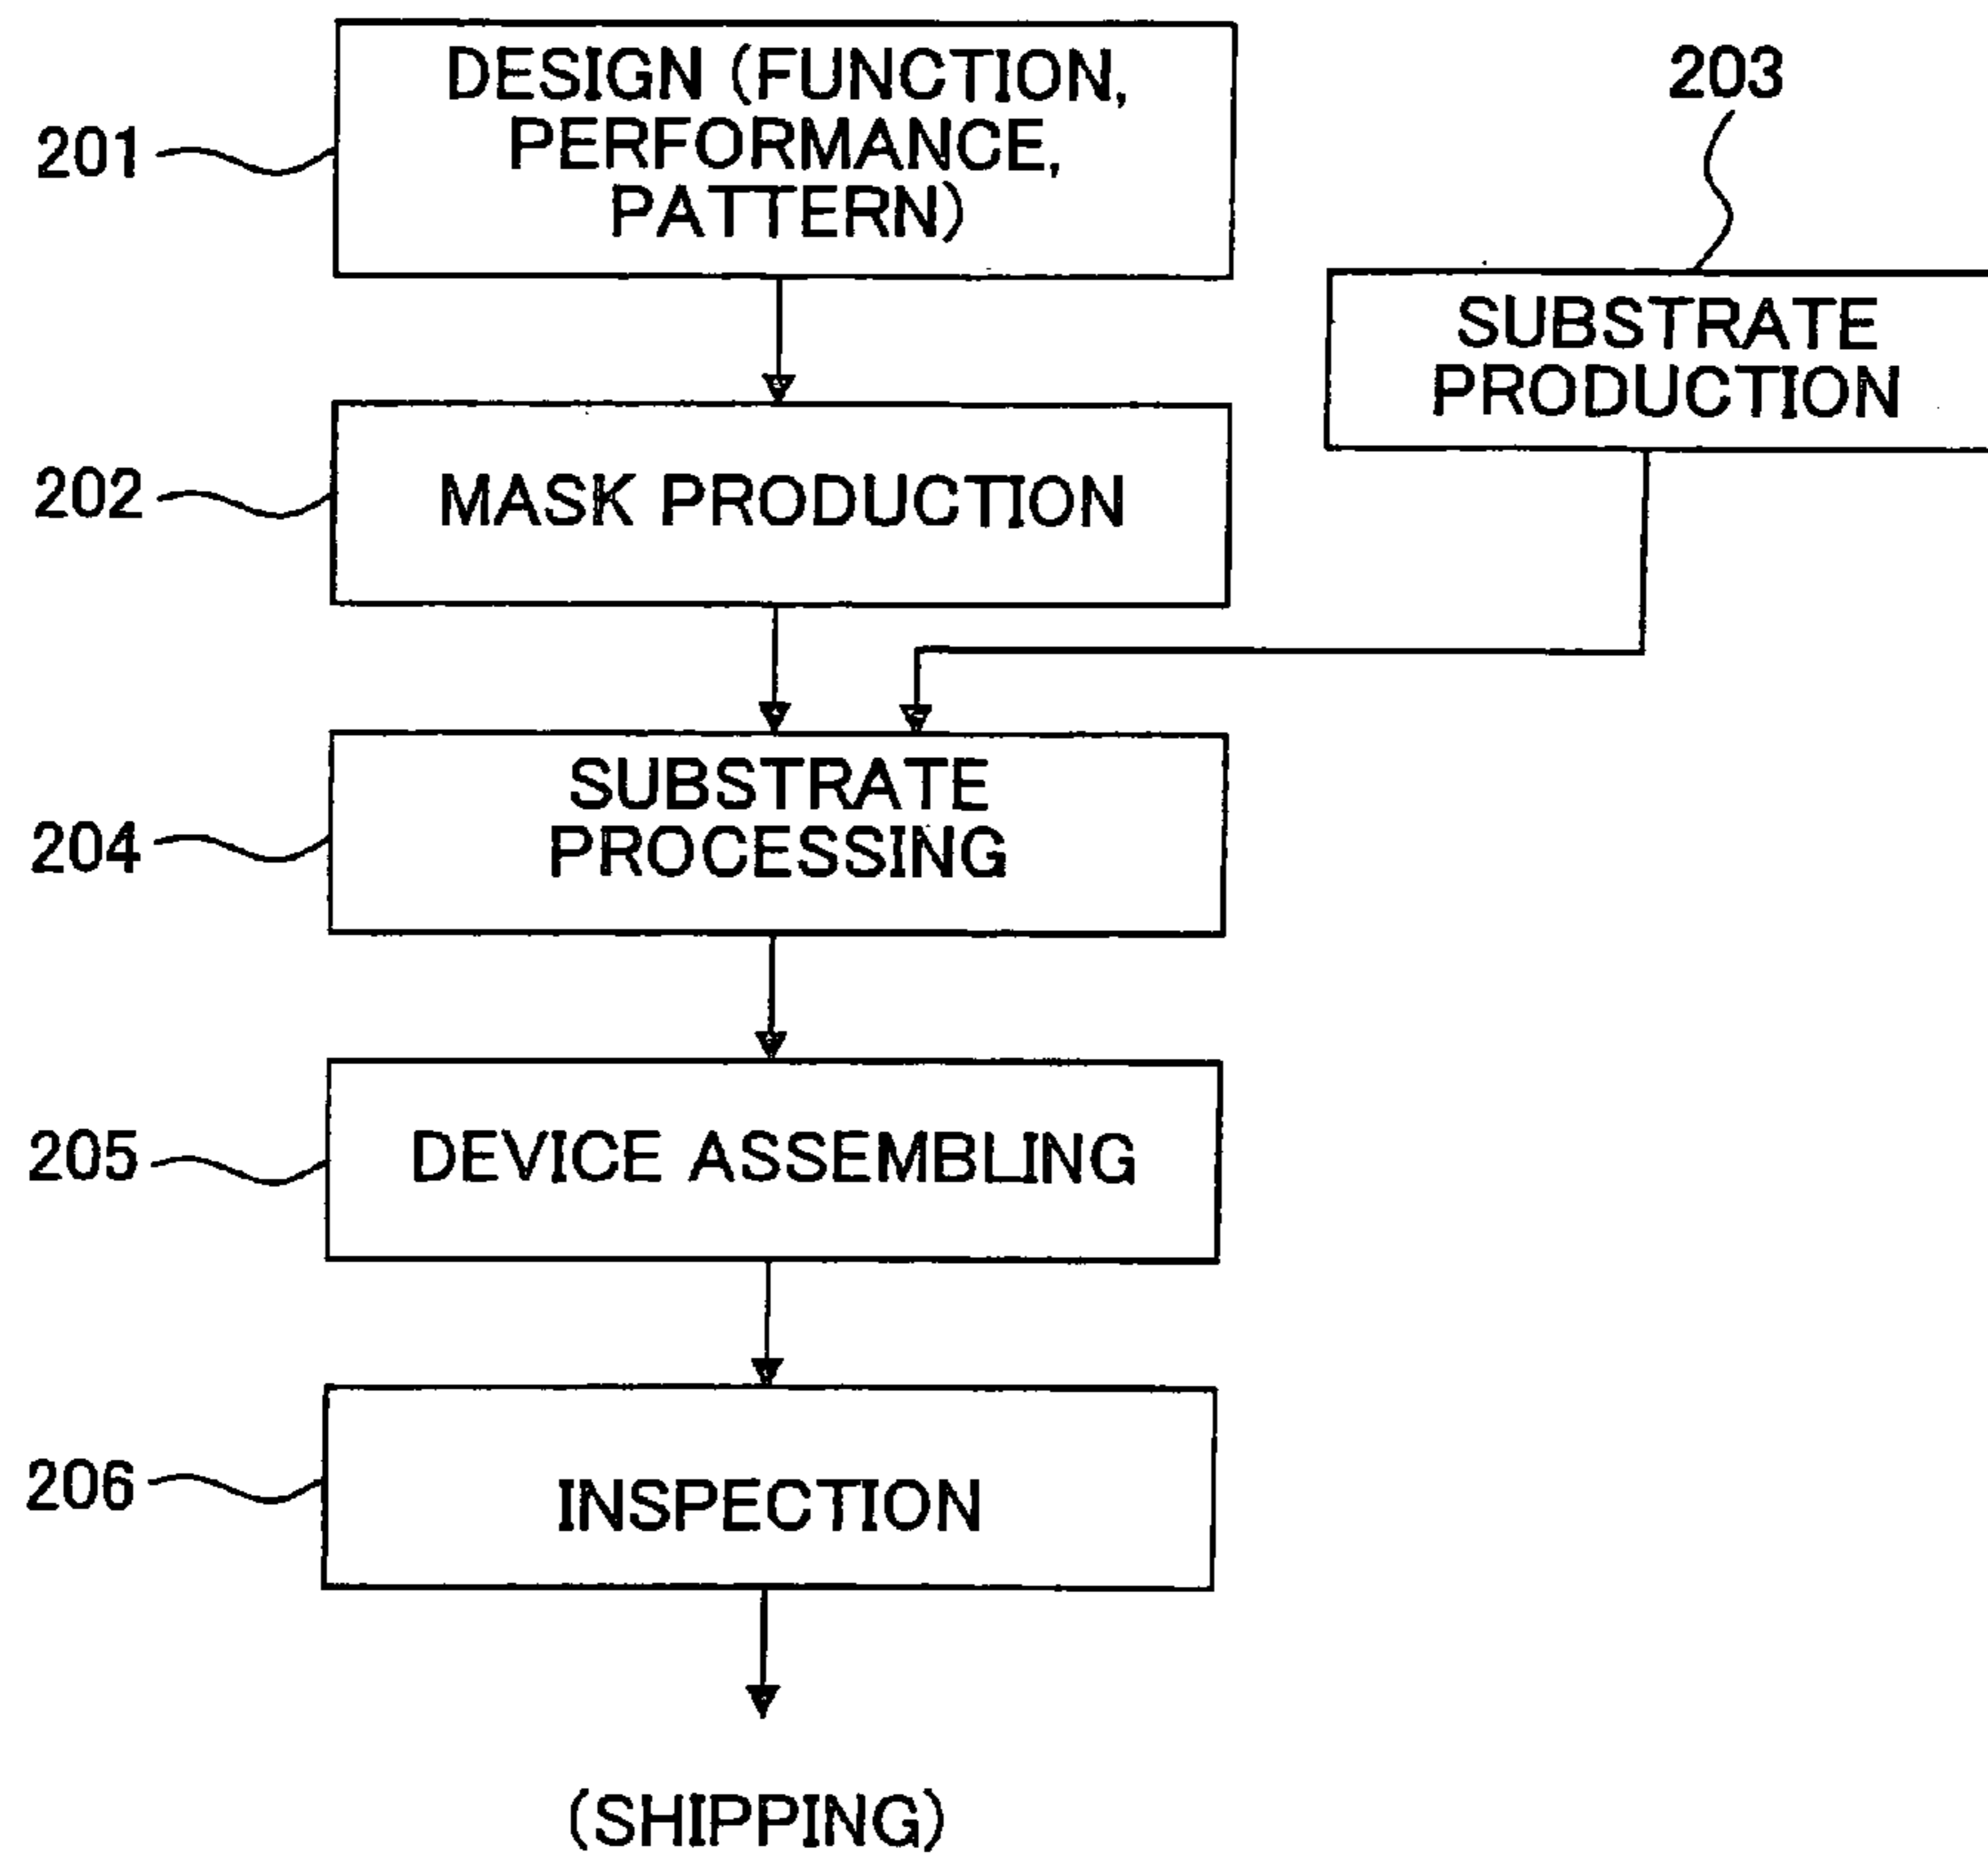 201
DESIGN (FUNCTION,
PERFORMANCE,
PATTERN)
203
SUBSTRATE
PRODUCTION
202
MASK PRODUCTION
204
SUBSTRATE
PROCESSING
205
DEVICE ASSEMBLING
206
INSPECTION
(SHIPPING)